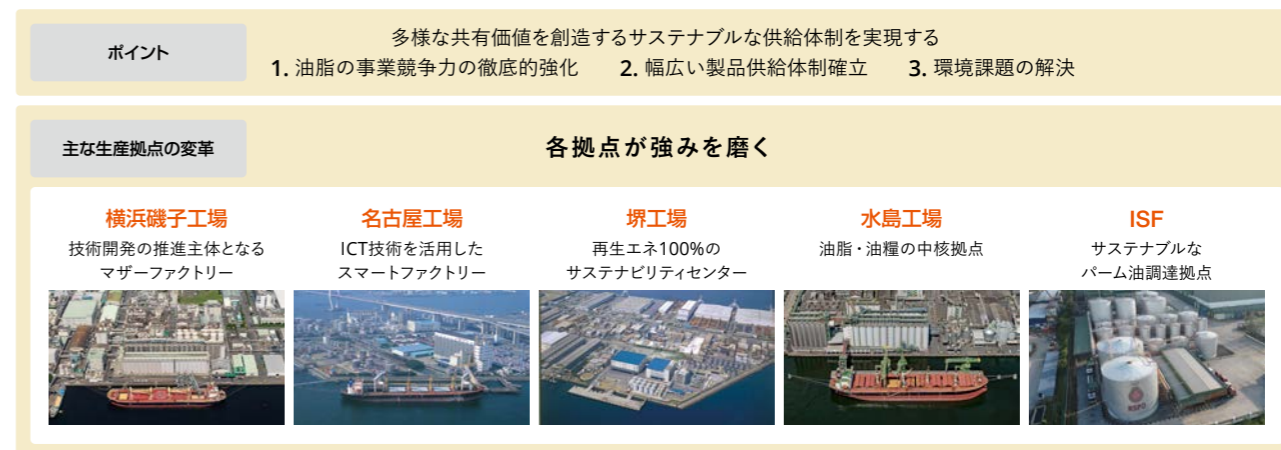 ポイント
多様な共有価値を創造するサステナブルな供給体制を実現する
1. 油脂の事業競争力の徹底的強化 2. 幅広い製品供給体制確立 3. 環境課題の解決
主な生産拠点の変革
各拠点が強みを磨く
横浜磯子工場
技術開発の推進主体となる
マザーファクトリー
名古屋工場
ICT技術を活用した
スマートファクトリー
堺工場
再生エネ100%の
サステナビリティセンター
水島工場
油脂・油糧の中核拠点
ISF
サステナブルな
パーム油調達拠点
RSPO